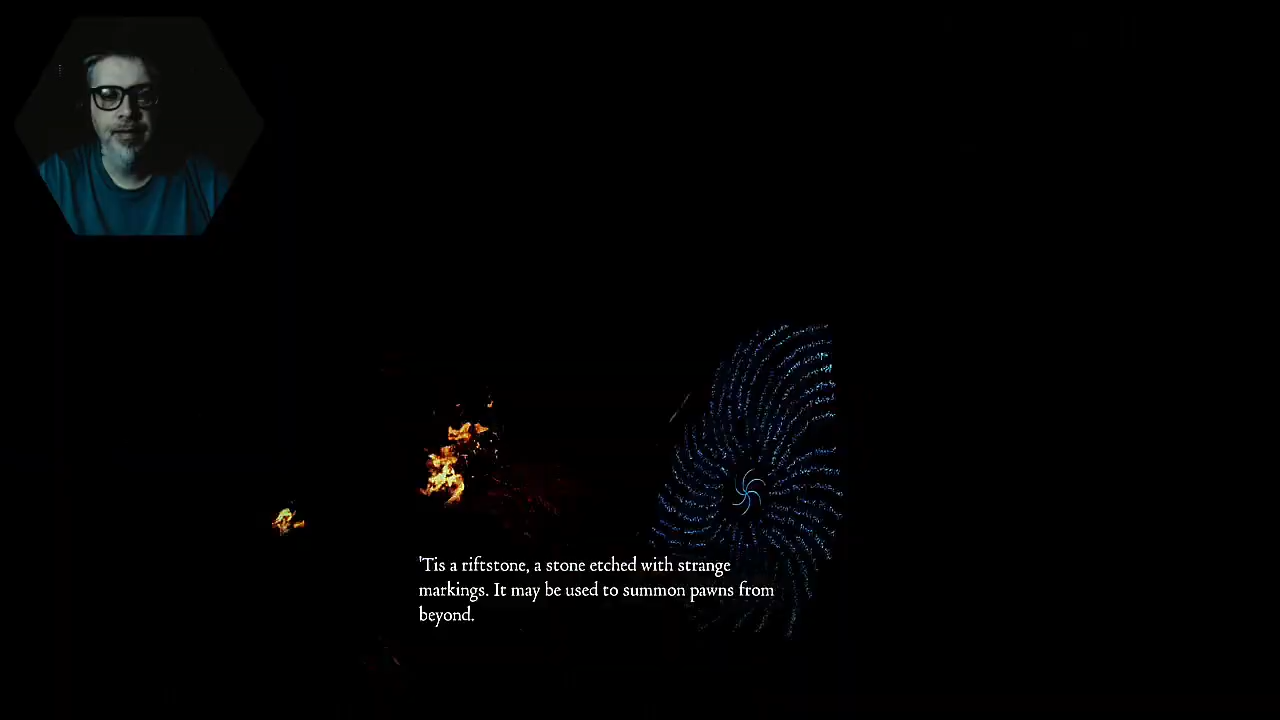 'Tis a riftstone, a stone etched with strange
markings. It may be used to summon pawns from
beyond.